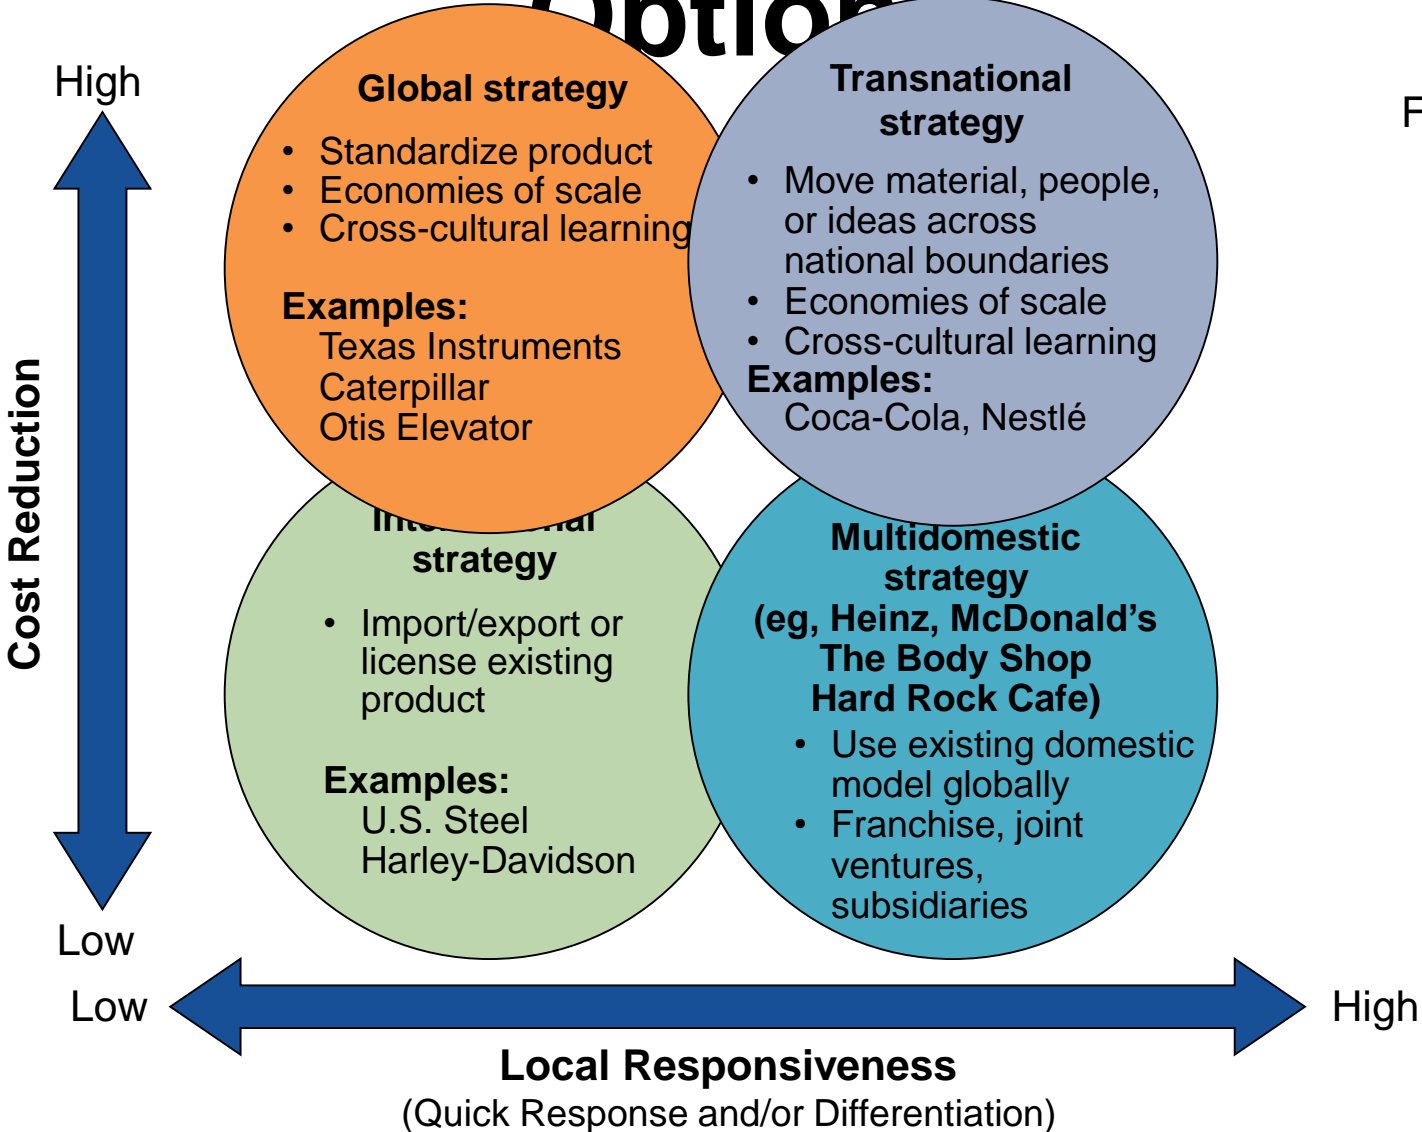 High
Cost Reduction
Low
Global strategy
• Standardize product
• Economies of scale
• Cross-cultural learning
Examples:
Texas Instruments
Caterpillar
Otis Elevator
Transnational
strategy
• Move material, people,
or ideas across
national boundaries
• Economies of scale
• Cross-cultural learning
Examples:
Coca-Cola, Nestlé
strategy
• Import/export or
license existing
product
Examples:
U.S. Steel
Harley-Davidson
Multidomestic
strategy
(eg, Heinz, McDonald’s
The Body Shop
Hard Rock Cafe)
• Use existing domestic
model globally
• Franchise, joint
ventures,
subsidiaries
Low
High
Local Responsiveness
(Quick Response and/or Differentiation)